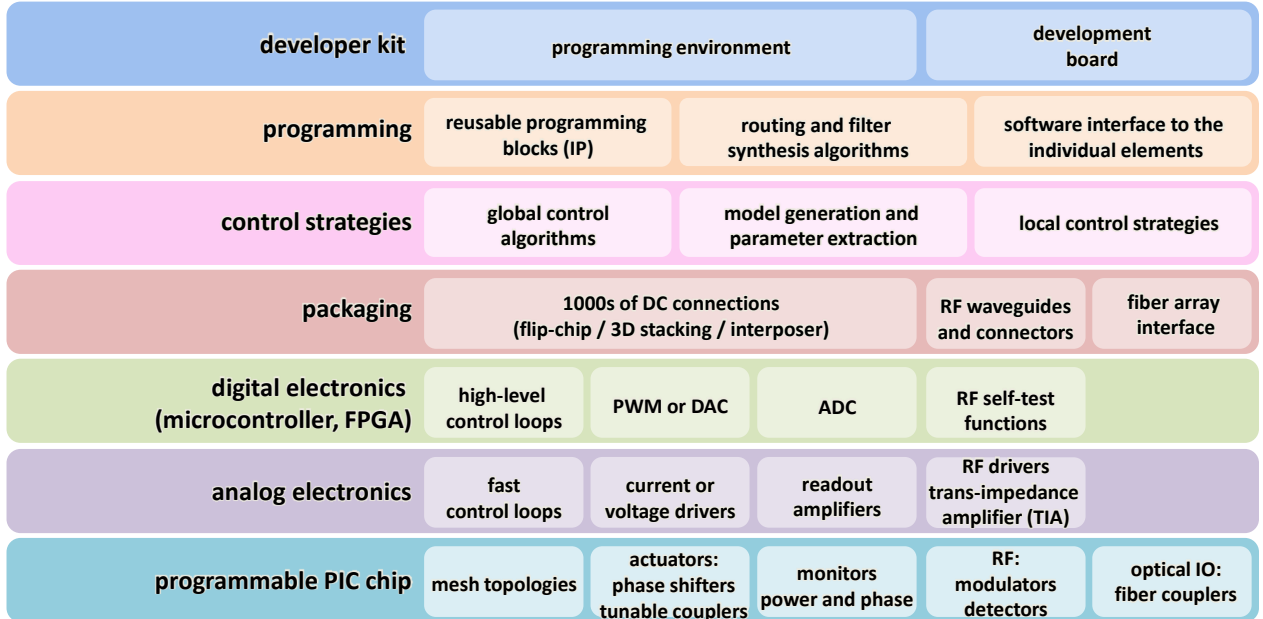 developer kit
programming environment
development
board
programming
reusable programming
blocks (IP)
routing and filter
synthesis algorithms
software interface to the
individual elements
control strategies
global control
algorithms
model generation and
parameter extraction
local control strategies
packaging
1000s of DC connections
(flip-chip / 3D stacking / interposer)
RF waveguides
and connectors
fiber array
interface
digital electronics
(microcontroller, FPGA)
high-level
control loops
PWM or DAC
ADC
RF self-test
functions
analog electronics
fast
control loops
current or
voltage drivers
readout
amplifiers
RF drivers
trans-impedance
amplifier (TIA)
programmable PIC chip
mesh topologies
actuators:
phase shifters
tunable couplers
monitors
power and phase
RF:
modulators
detectors
optical IO:
fiber couplers